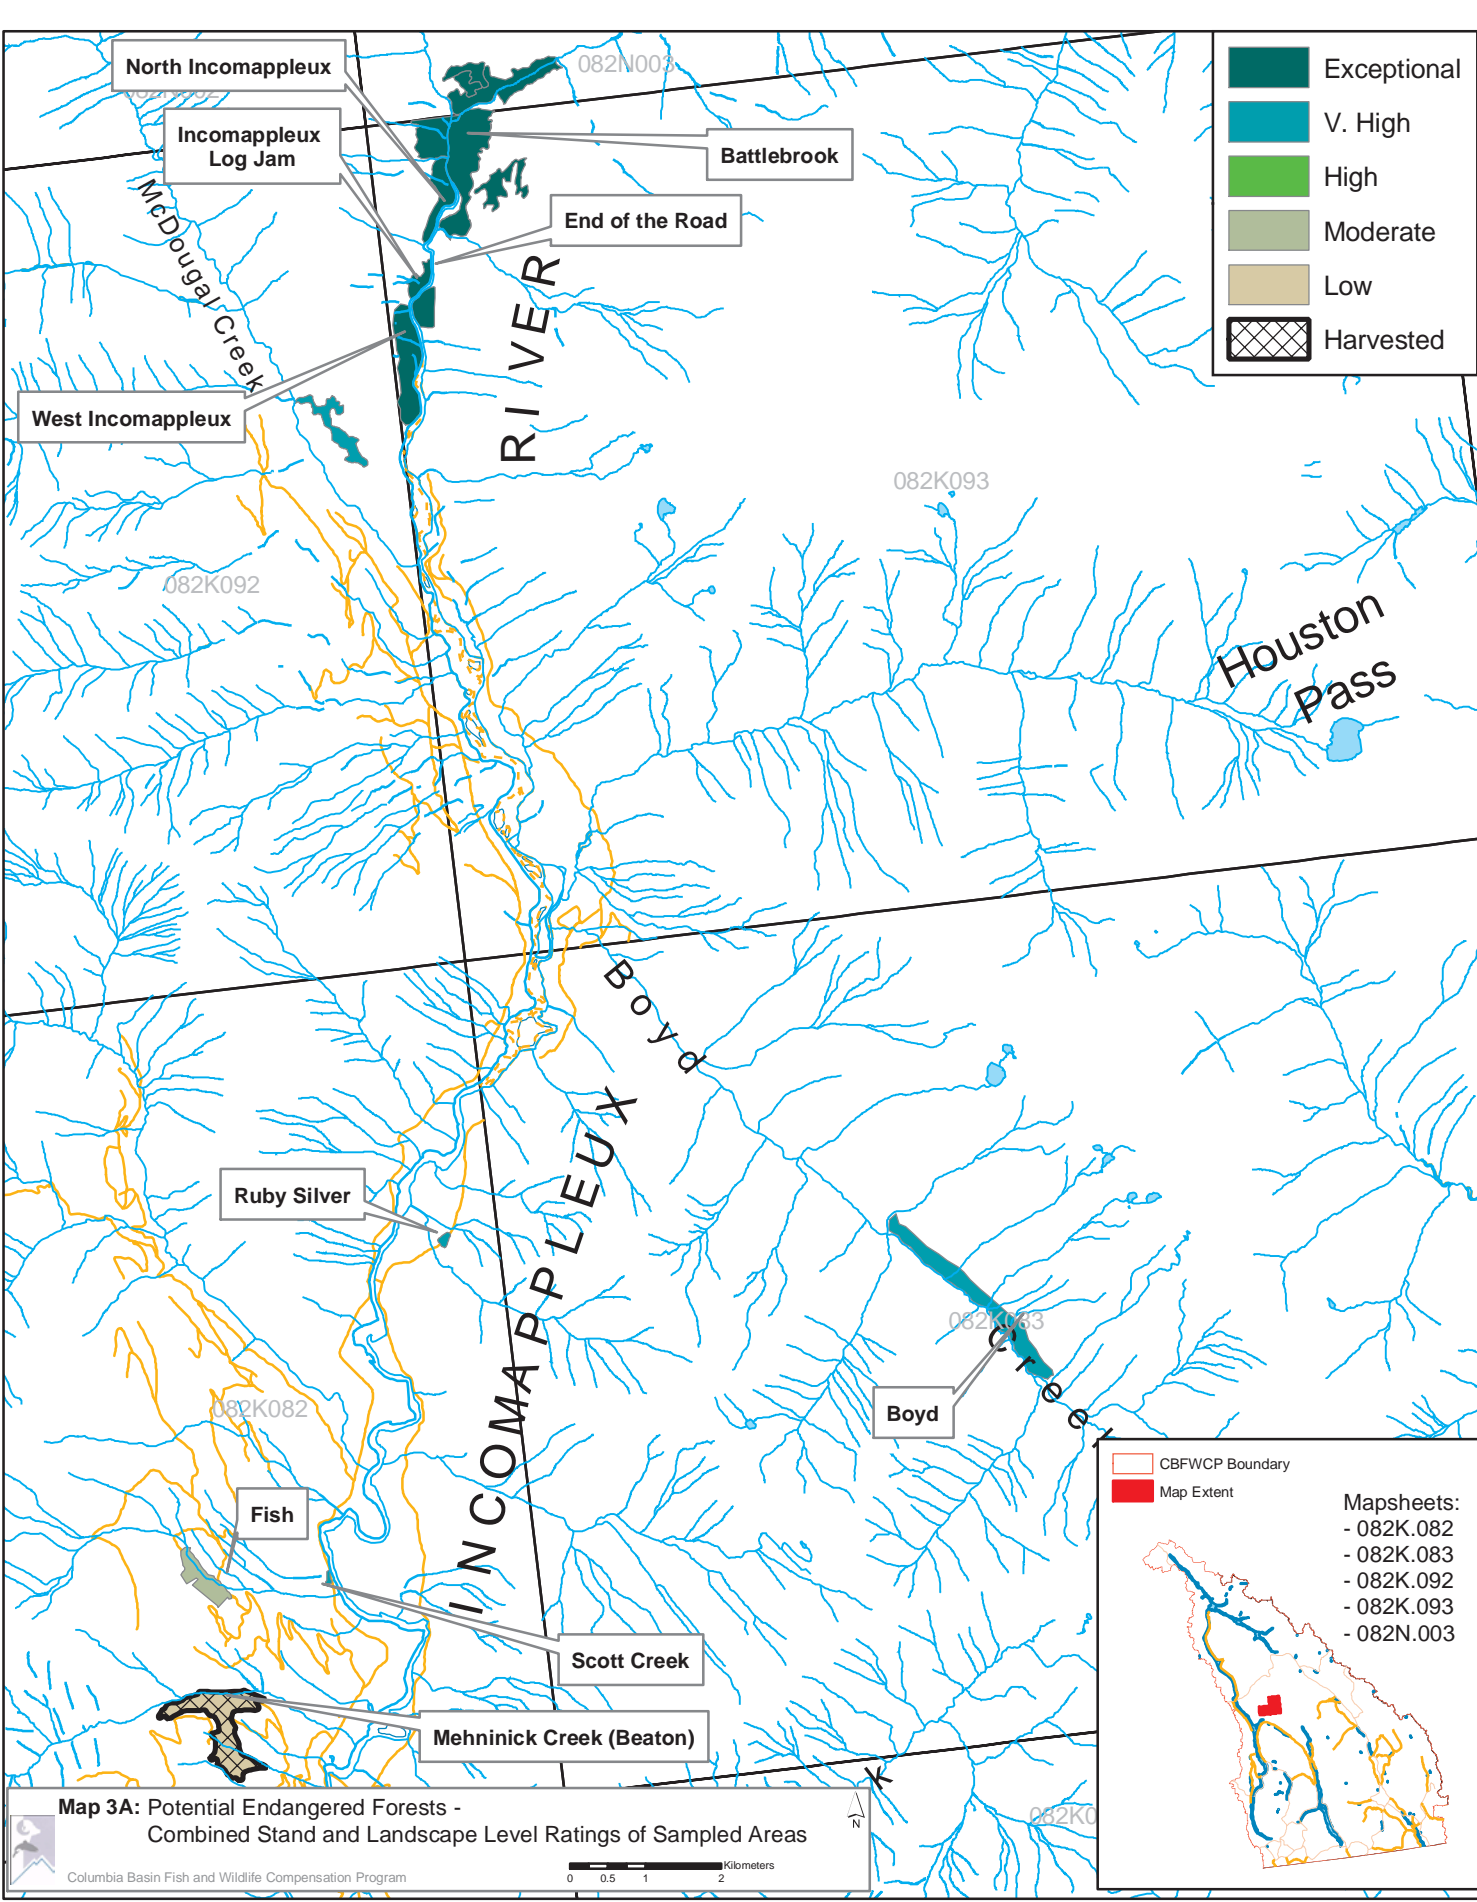 North Incomappleux
082N003
082N002
Incomappleux
Log Jam
Battlebrook
End of the Road
McDougal Creek
RIVER
West Incomappleux
Exceptional
V. High
High
Moderate
Low
Harvested
082K093
082K092
Houston
Pass
Boyd
Ruby Silver
INCOMAPPLEUX
082K083
Creek
Boyd
082K082
Fish
Scott Creek
Mehninick Creek (Beaton)
CBFWCP Boundary
Map Extent
Mapsheets:
- 082K.082
- 082K.083
- 082K.092
- 082K.093
- 082N.003
082K0
Map 3A: Potential Endangered Forests -
Combined Stand and Landscape Level Ratings of Sampled Areas
N
Columbia Basin Fish and Wildlife Compensation Program
Kilometers
0 0.5 1 2